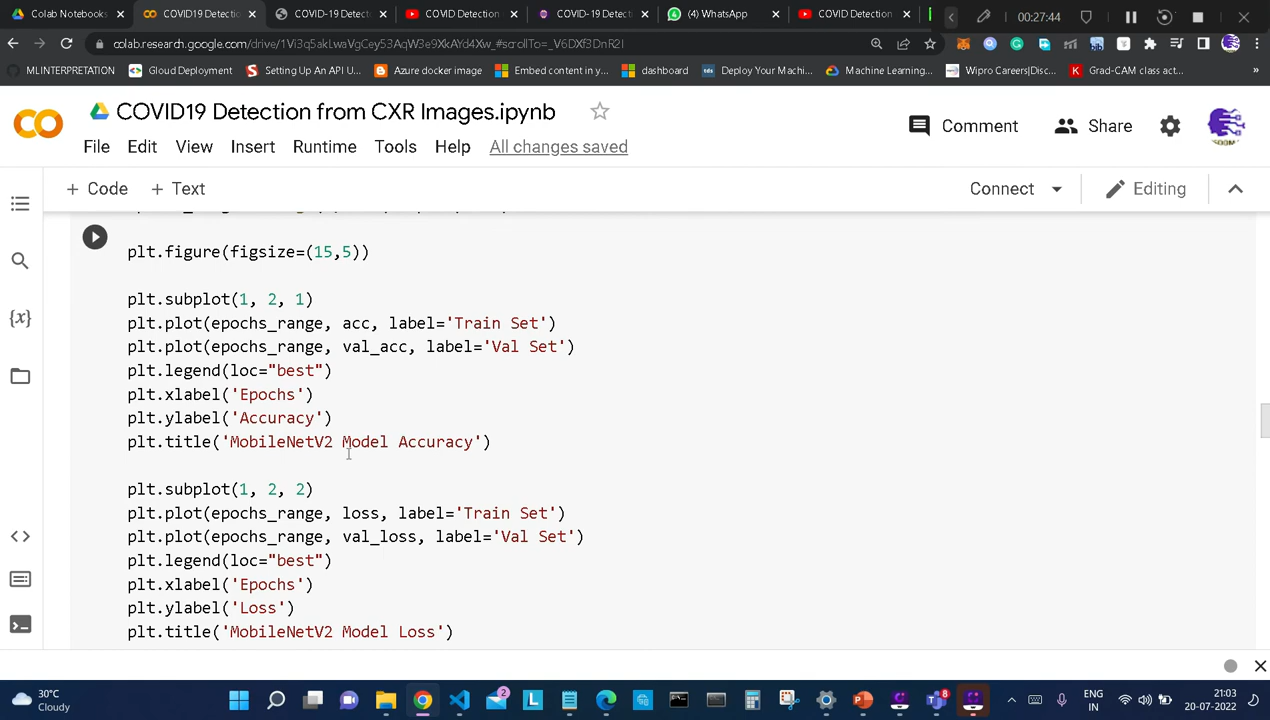 Colab Notebooks
COVID19 Detecti
COVID-19 Detect
COVID Detection
COVID-19 Detect
(4) WhatsApp
COVID Detection
00:27:44
colab.research.google.com/drive/1Vi3q5akLwaVgCey53AqW3e9XkAYd4Xw_#scrollTo=_V6DXf3DnR2I
MLINTERPRETATION
Gloud Deployment
Setting Up An API U...
Azure docker image
Embed content in y...
dashboard
Deploy Your Machi...
Machine Learning...
Wipro Careers|Disc...
Grad-CAM class act...
»
COVID19 Detection from CXR Images.ipynb
File Edit View Insert Runtime Tools Help All changes saved
Comment
Share
+ Code + Text
Connect
Editing
plt.figure(figsize=(15,5))
plt.subplot(1, 2, 1)
plt.plot(epochs_range, acc, label='Train Set')
plt.plot(epochs_range, val_acc, label='Val Set')
plt.legend(loc="best")
plt.xlabel('Epochs')
plt.ylabel('Accuracy')
plt.title('MobileNetV2 Model Accuracy')
plt.subplot(1, 2, 2)
plt.plot(epochs_range, loss, label='Train Set')
plt.plot(epochs_range, val_loss, label='Val Set')
plt.legend(loc="best")
plt.xlabel('Epochs')
plt.ylabel('Loss')
plt.title('MobileNetV2 Model Loss')
30°C
Cloudy
2
8
ENG
IN
21:03
20-07-2022